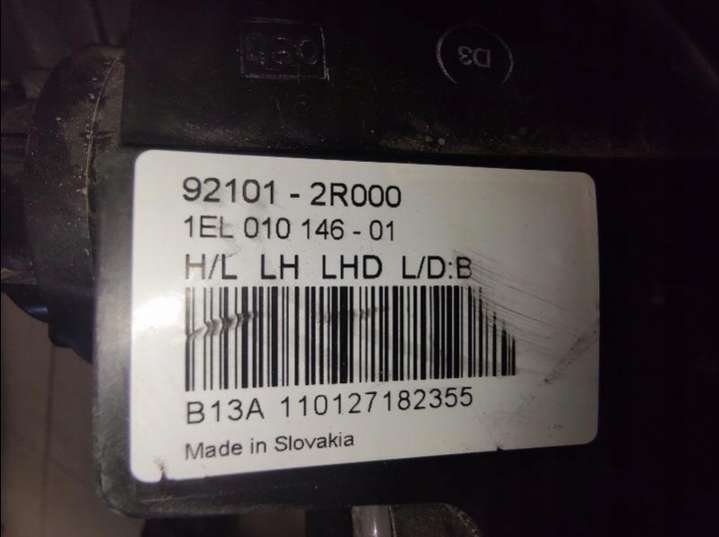 D3
92101 - 2R000
1EL 010 146 - 01
H/L LH LHD L/D:B
B13A 110127182355
Made in Slovakia